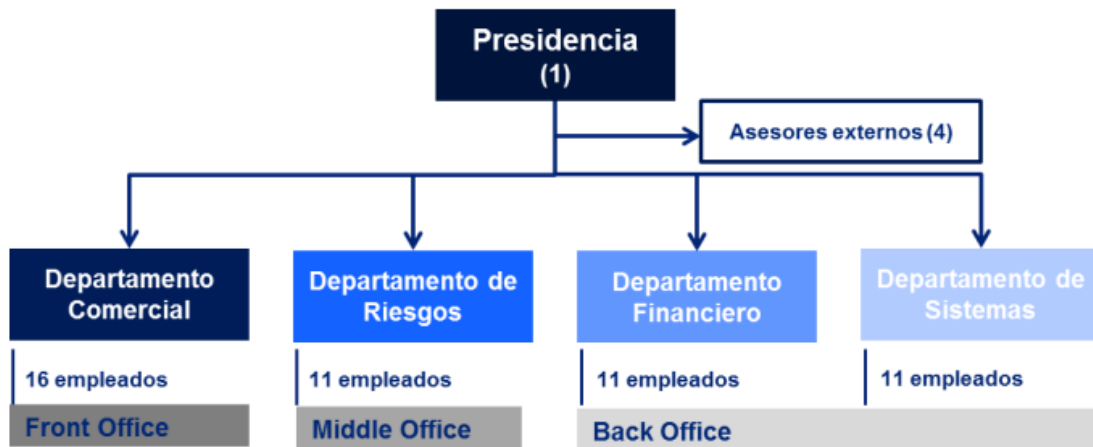 Presidencia
(1)
Asesores externos (4)
Departamento
Comercial
Departamento de
Riesgos
Departamento
Financiero
Departamento de
Sistemas
16 empleados
11 empleados
11 empleados
11 empleados
Front Office
Middle Office
Back Office